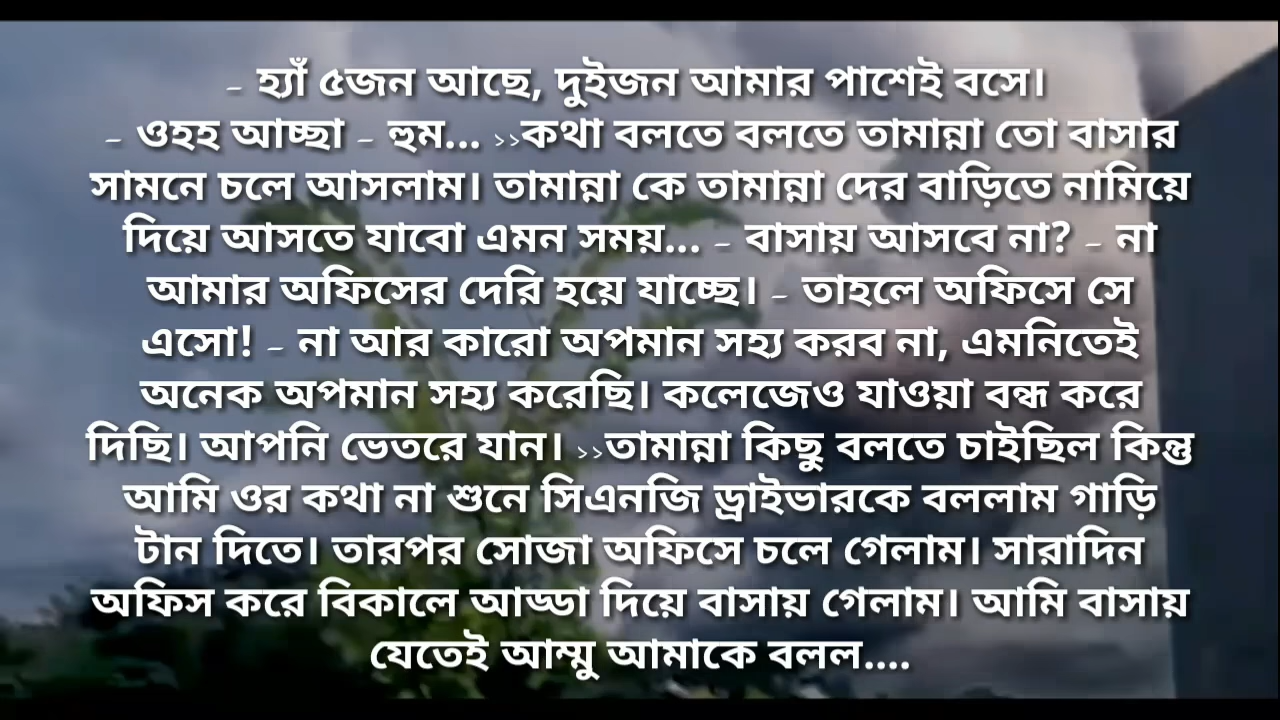 – হ্যাঁ ৫জন আছে, দুইজন আমার পাশেই বসে।
– ওহহ আচ্ছা – হুম... >>কথা বলতে বলতে তামান্না তো বাসার
সামনে চলে আসলাম। তামান্না কে তামান্না দের বাড়িতে নামিয়ে
দিয়ে আসতে যাবো এমন সময়... – বাসায় আসবে না? – না
আমার অফিসের দেরি হয়ে যাচ্ছে। – তাহলে অফিসে সে
এসো! – না আর কারো অপমান সহ্য করব না, এমনিতেই
অনেক অপমান সহ্য করেছি। কলেজেও যাওয়া বন্ধ করে
দিছি। আপনি ভেতরে যান। >>তামান্না কিছু বলতে চাইছিল কিন্তু
আমি ওর কথা না শুনে সিএনজি ড্রাইভারকে বললাম গাড়ি
টান দিতে। তারপর সোজা অফিসে চলে গেলাম। সারাদিন
অফিস করে বিকালে আড্ডা দিয়ে বাসায় গেলাম। আমি বাসায়
যেতেই আম্মু আমাকে বলল....